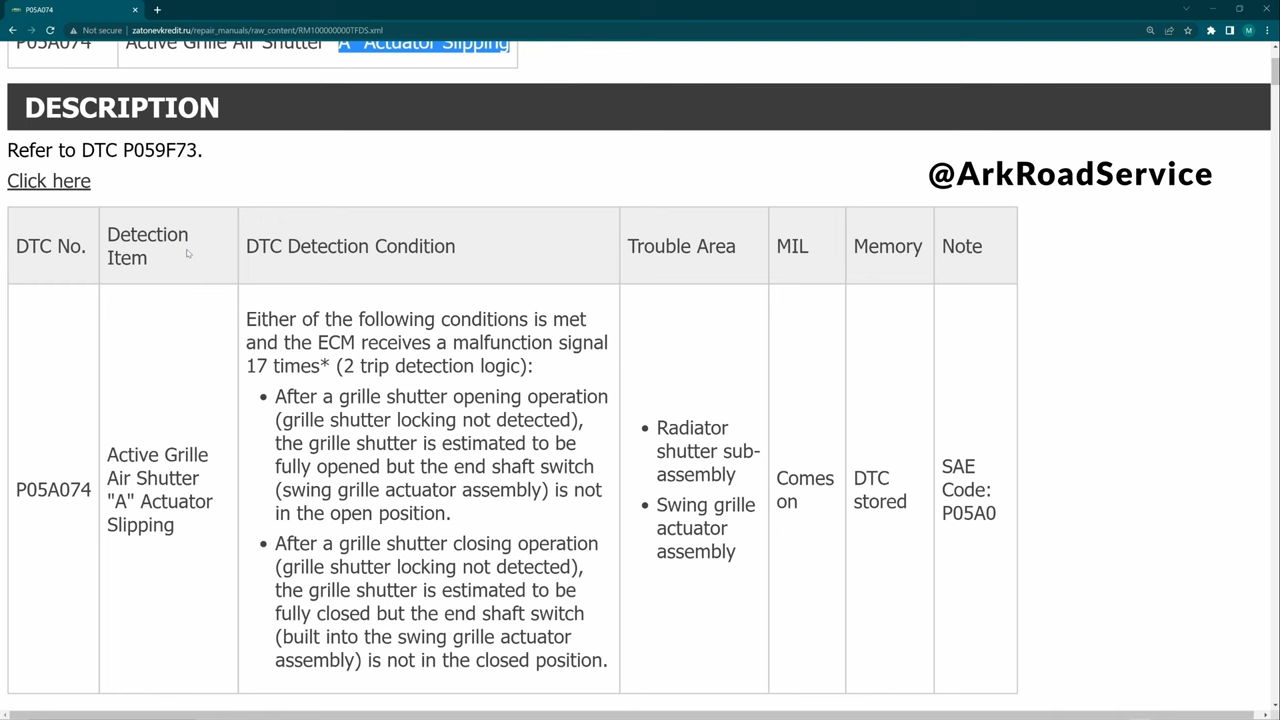 P05A074
Not secure
zatonevkredit.ru/repair_manuals/raw_content/RM100000000TFDS.xml
M
P05A074
Active Grille Air Shutter "A" Actuator Slipping
DESCRIPTION
Refer to DTC P059F73.
Click here
@ArkRoadService
DTC No.
Detection
Item
DTC Detection Condition
Trouble Area
MIL
Memory
Note
P05A074
Active Grille
Air Shutter
"A" Actuator
Slipping
Either of the following conditions is met
and the ECM receives a malfunction signal
17 times* (2 trip detection logic):
• After a grille shutter opening operation
(grille shutter locking not detected),
the grille shutter is estimated to be
fully opened but the end shaft switch
(swing grille actuator assembly) is not
in the open position.
• After a grille shutter closing operation
(grille shutter locking not detected),
the grille shutter is estimated to be
fully closed but the end shaft switch
(built into the swing grille actuator
assembly) is not in the closed position.
• Radiator
shutter sub-
assembly
• Swing grille
actuator
assembly
Comes
on
DTC
stored
SAE
Code:
P05A0